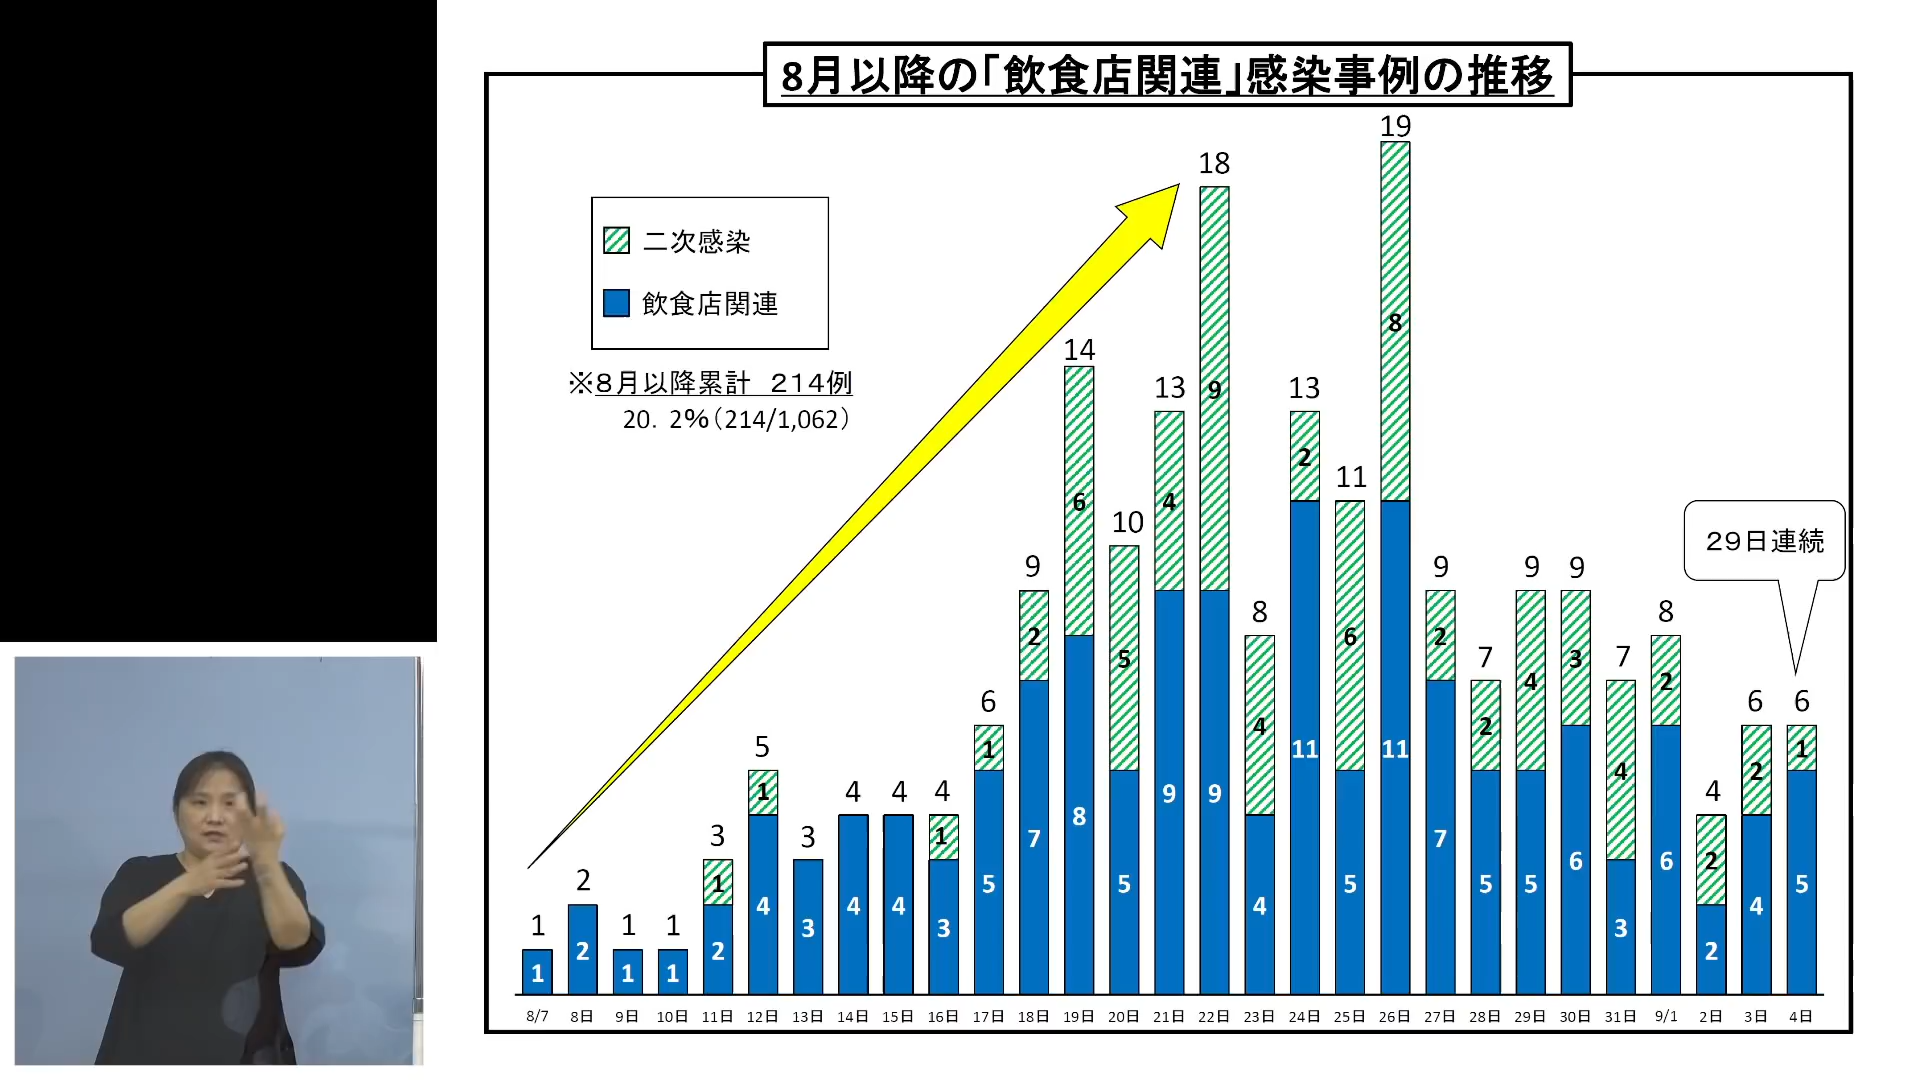 8月以降の「飲食店関連」感染事例の推移
二次感染
飲食店関連
※８月以降累計　２１４例
20．2％（214/1,062）
29日連続
1 2 1 1 3 5 3 4 4 4 6 9 14 10 13 18 8 13 11 19 9 7 9 9 7 8 4 6 6
1 1 1 1 2 6 5 4 9 4 2 6 8 2 2 4 3 4 2 2 2 1
1 2 1 1 2 4 3 4 4 3 5 7 8 5 9 9 4 11 5 11 7 5 5 6 3 6 2 4 5
8/7 8日 9日 10日 11日 12日 13日 14日 15日 16日 17日 18日 19日 20日 21日 22日 23日 24日 25日 26日 27日 28日 29日 30日 31日 9/1 2日 3日 4日